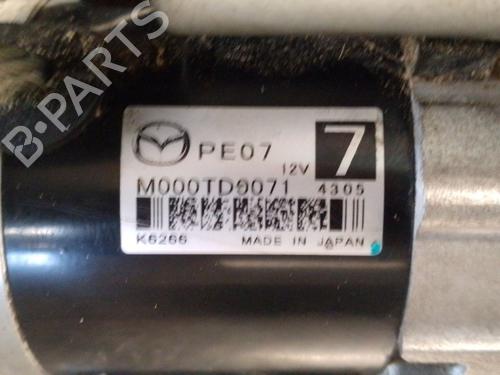 B-PARTS
PE07
12V
7
M000TD9071
4305
K6266
MADE IN JAPAN